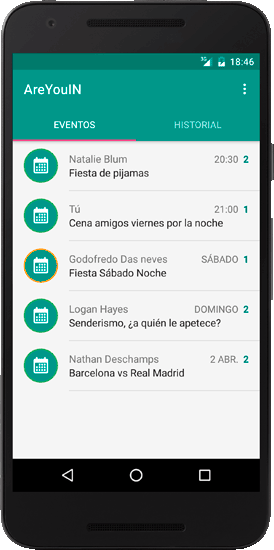 3G 18:46
AreYouIN
EVENTOS HISTORIAL
Natalie Blum 20:30 2
Fiesta de pijamas
Tú 21:00 1
Cena amigos viernes por la noche
Godofredo Das neves SÁBADO 1
Fiesta Sábado Noche
Logan Hayes DOMINGO 2
Senderismo, ¿a quién le apetece?
Nathan Deschamps 2 ABR. 2
Barcelona vs Real Madrid